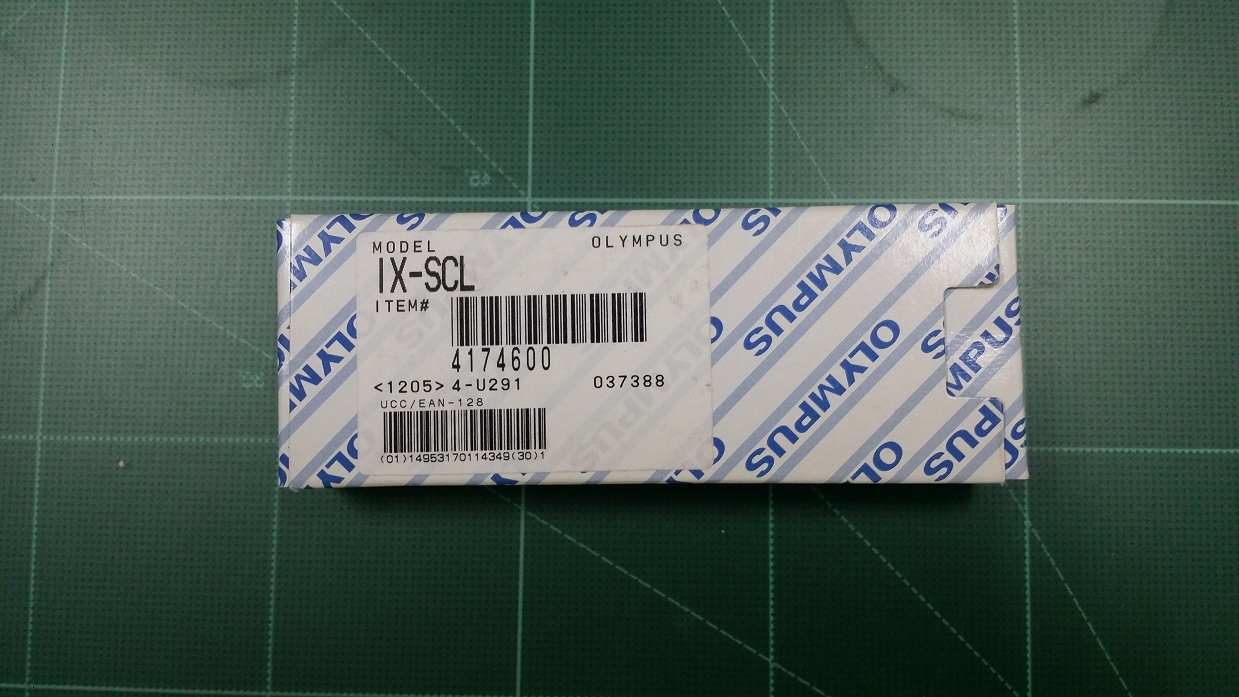 MODEL OLYMPUS
IX-SCL
ITEM#
4174600
<1205> 4-U291 037388
UCC/EAN-128
(01)14953170114349(30)1
OLYMPUS
OLYMPUS
OLYMPUS